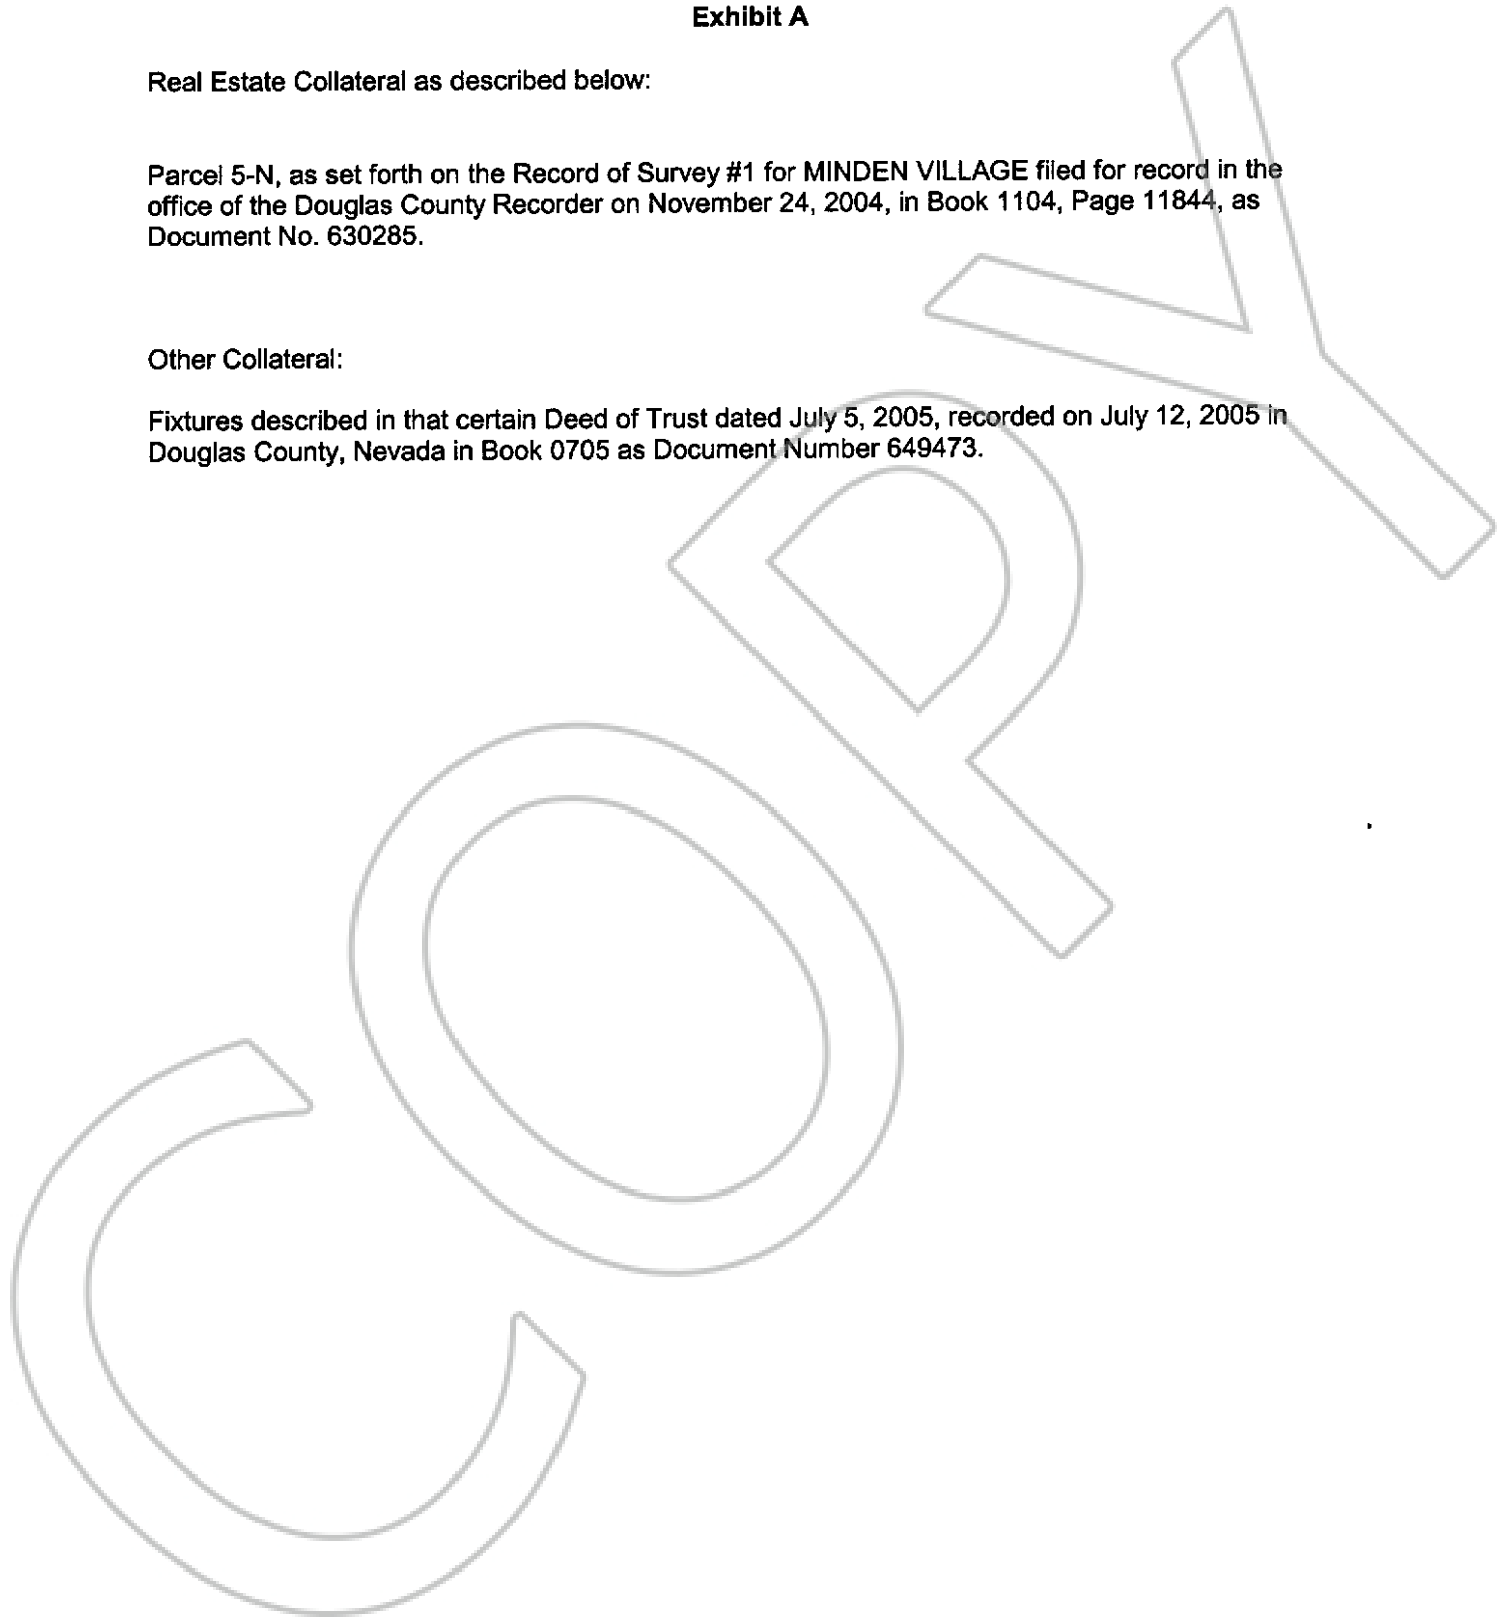 Exhibit A
Real Estate Collateral as described below:
Parcel 5-N, as set forth on the Record of Survey #1 for MINDEN VILLAGE filed for record in the
office of the Douglas County Recorder on November 24, 2004, in Book 1104, Page 11844, as
Document No. 630285.
Other Collateral:
Fixtures described in that certain Deed of Trust dated July 5, 2005, recorded on July 12, 2005 in
Douglas County, Nevada in Book 0705 as Document Number 649473.
COPY